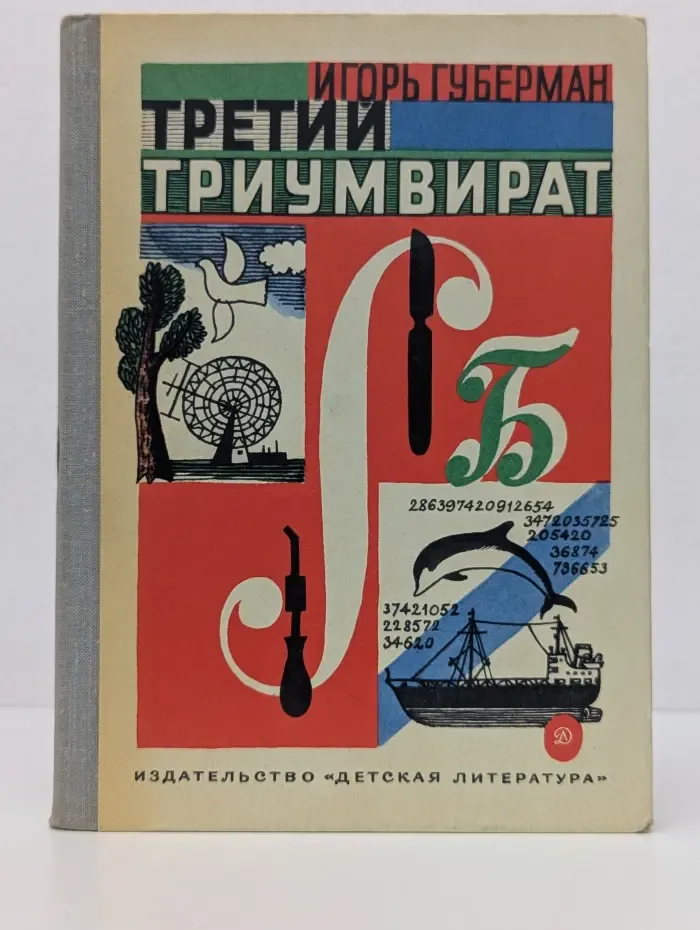 ИГОРЬ ГУБЕРМАН
ТРЕТИЙ
ТРИУМВИРАТ
Б
286397420912654
3472035725
205420
36874
736653
37421052
228572
34620
Д
ИЗДАТЕЛЬСТВО «ДЕТСКАЯ ЛИТЕРАТУРА»